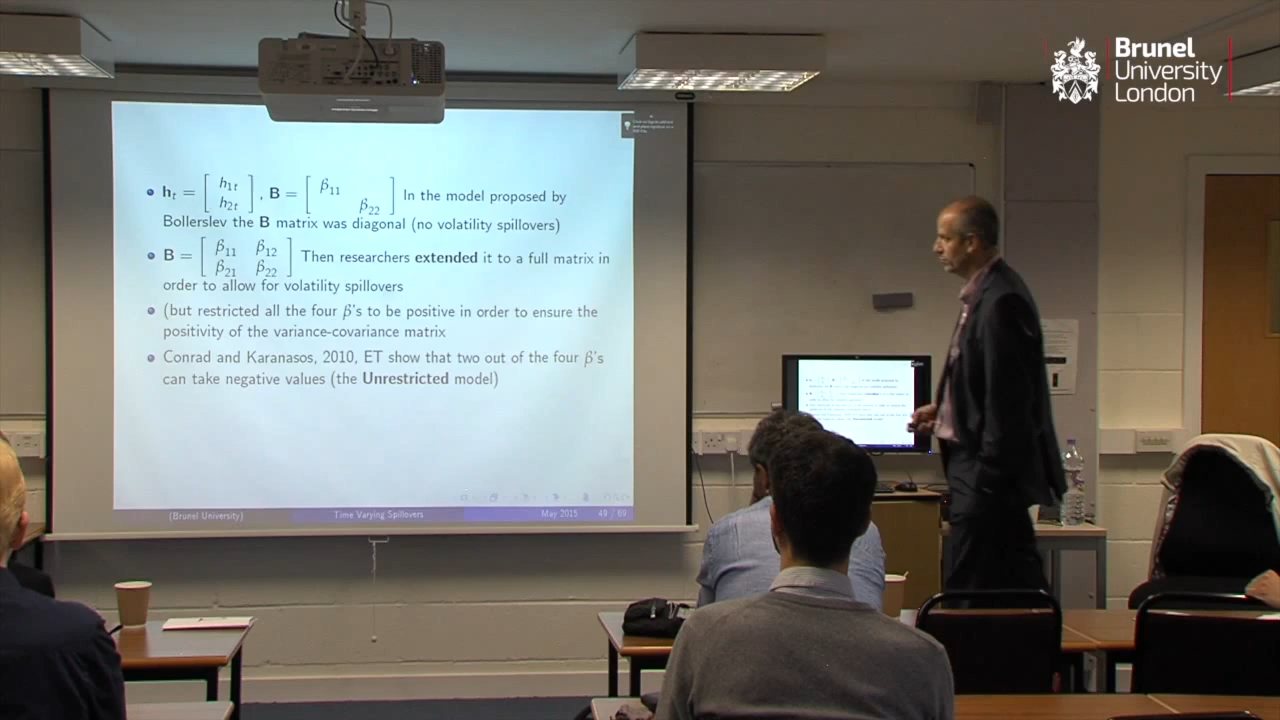 Brunel
University
London
• h_t = [ h_1t h_2t ] , B = [ β_11 β_22 ] In the model proposed by
Bollerslev the B matrix was diagonal (no volatility spillovers)
• B = [ β_11 β_12 β_21 β_22 ] Then researchers extended it to a full matrix in
order to allow for volatility spillovers
• (but restricted all the four β's to be positive in order to ensure the
positivity of the variance-covariance matrix
• Conrad and Karanasos, 2010, ET show that two out of the four β's
can take negative values (the Unrestricted model)
(Brunel University) Time Varying Spillovers May 2015 49 / 69